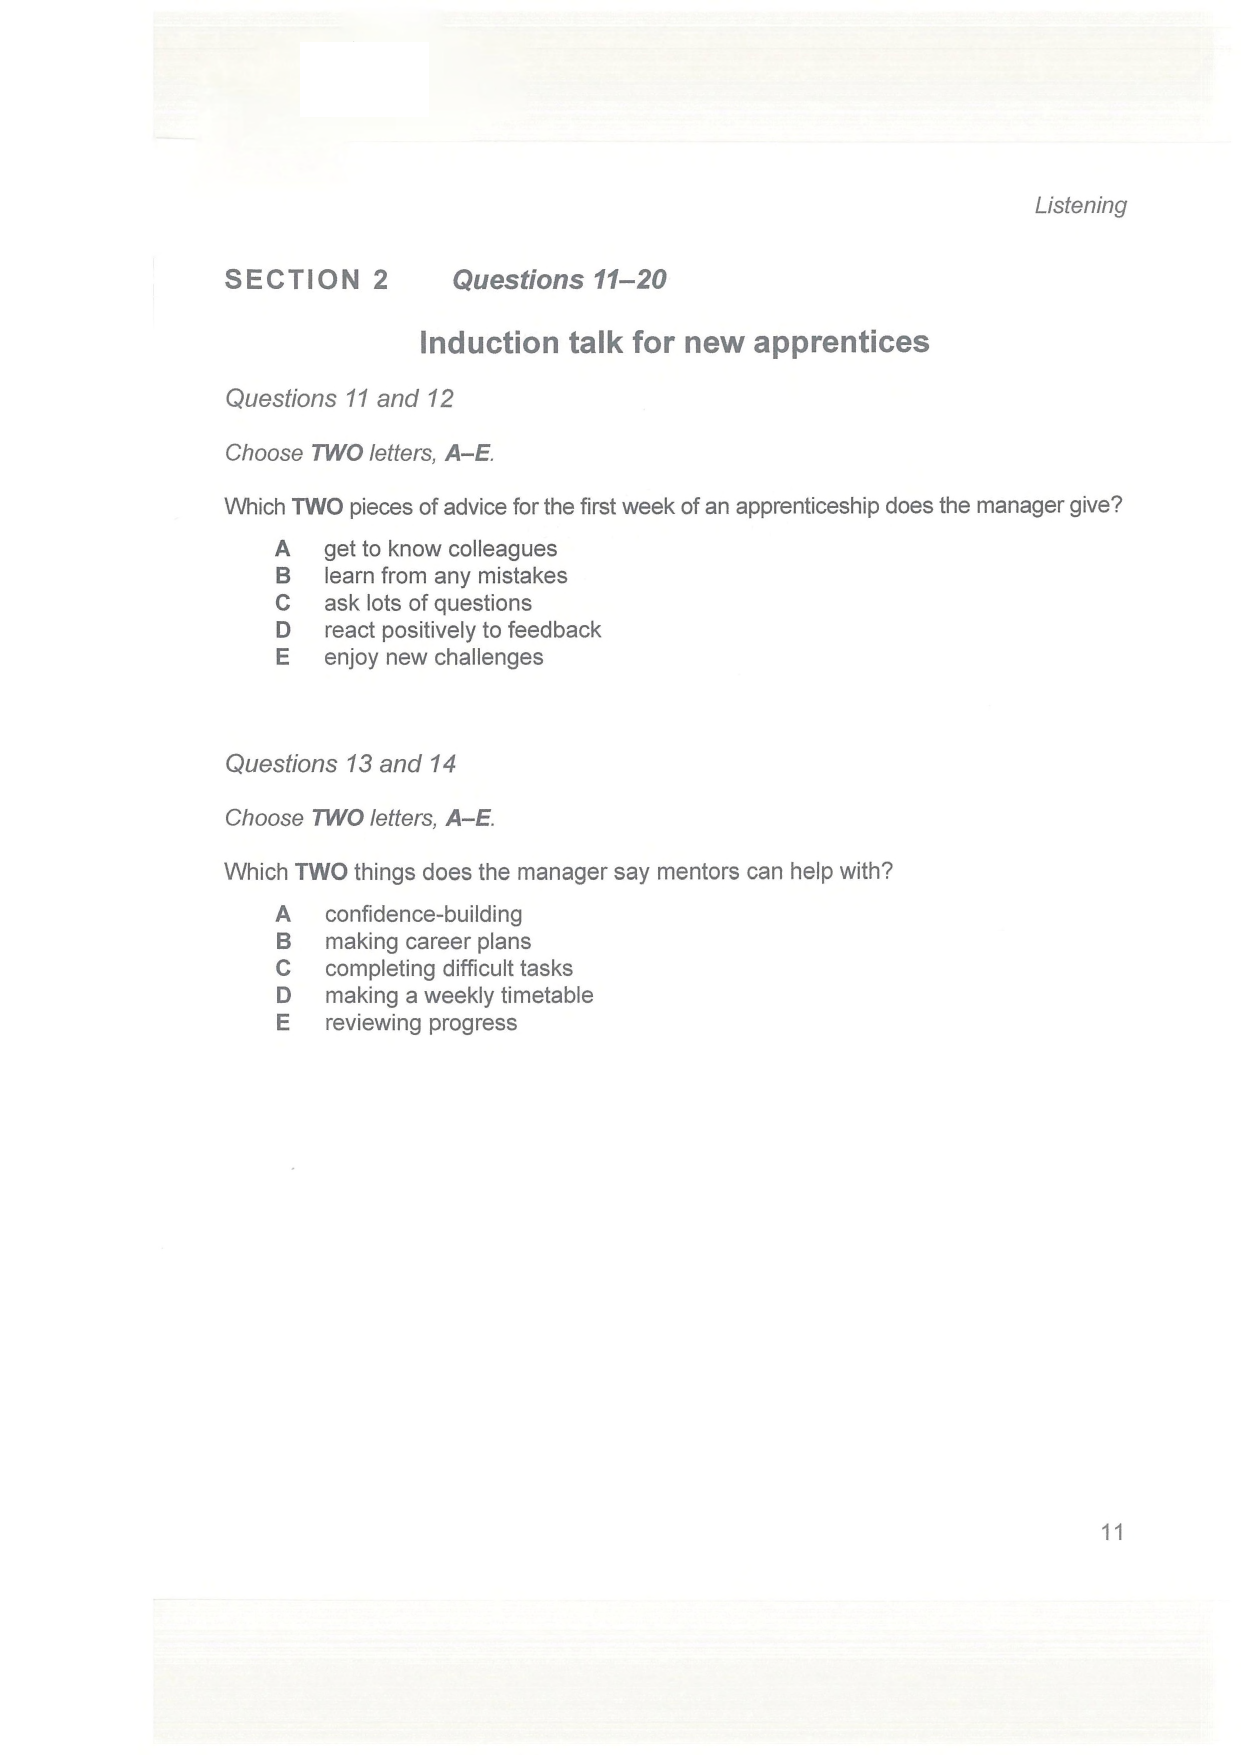 Listening
SECTION 2 Questions 11–20
Induction talk for new apprentices
Questions 11 and 12
Choose TWO letters, A–E.
Which TWO pieces of advice for the first week of an apprenticeship does the manager give?
A get to know colleagues
B learn from any mistakes
C ask lots of questions
D react positively to feedback
E enjoy new challenges
Questions 13 and 14
Choose TWO letters, A–E.
Which TWO things does the manager say mentors can help with?
A confidence-building
B making career plans
C completing difficult tasks
D making a weekly timetable
E reviewing progress
11